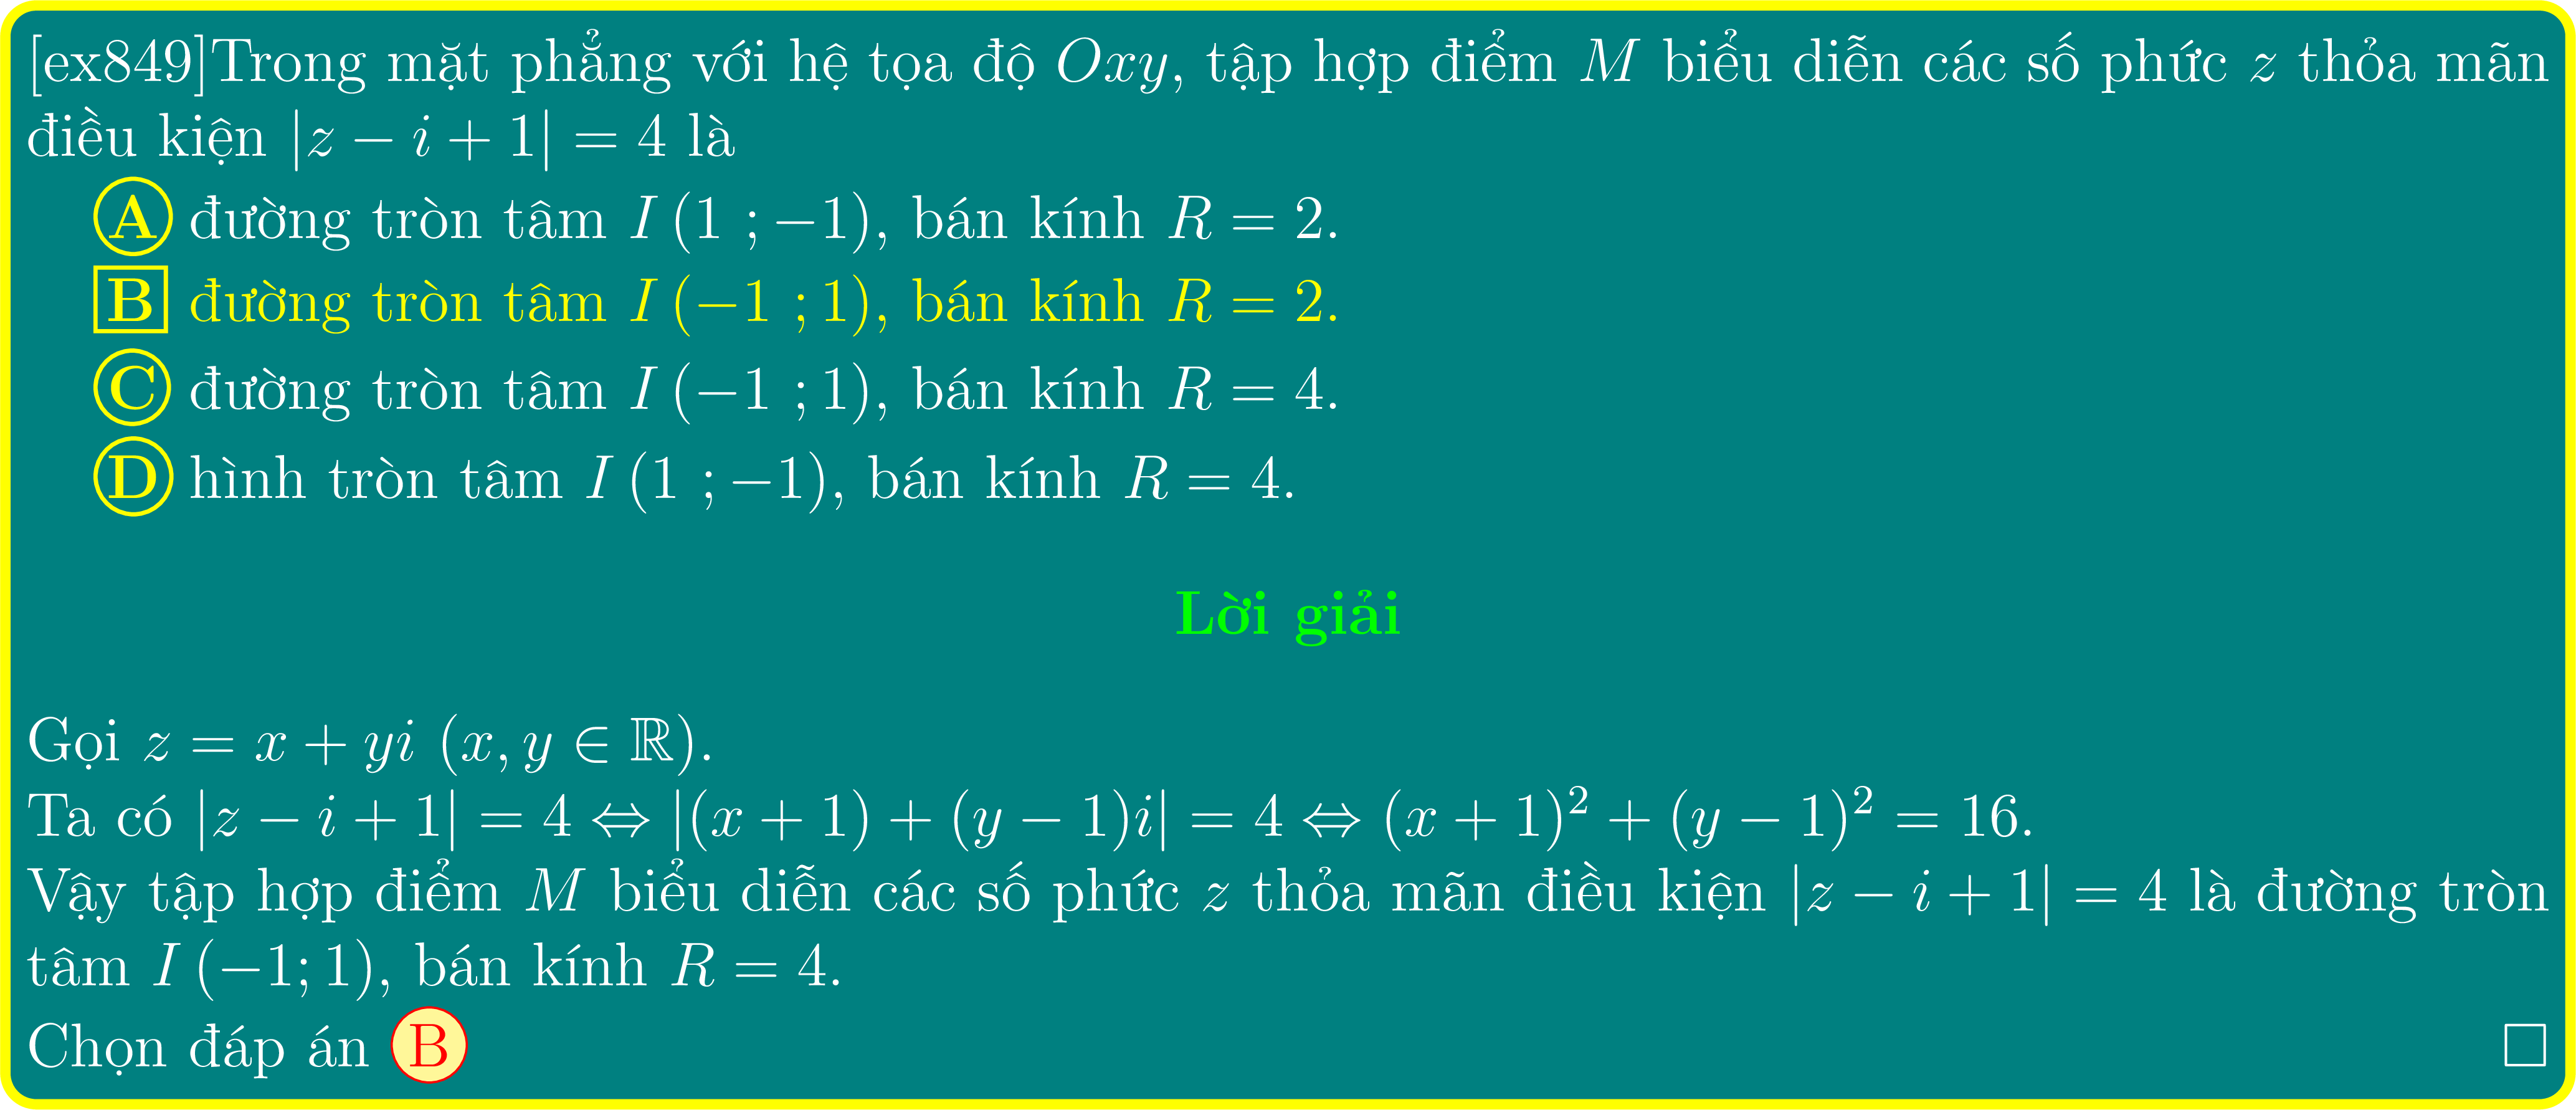 [ex849]Trong mặt phẳng với hệ tọa độ Oxy, tập hợp điểm M biểu diễn các số phức z thỏa mãn
điều kiện |z − i + 1| = 4 là
A đường tròn tâm I (1 ; −1), bán kính R = 2.
B đường tròn tâm I (−1 ; 1), bán kính R = 2.
C đường tròn tâm I (−1 ; 1), bán kính R = 4.
D hình tròn tâm I (1 ; −1), bán kính R = 4.
Lời giải
Gọi z = x + yi (x, y ∈ ℝ).
Ta có |z − i + 1| = 4 ⇔ |(x + 1) + (y − 1)i| = 4 ⇔ (x + 1)² + (y − 1)² = 16.
Vậy tập hợp điểm M biểu diễn các số phức z thỏa mãn điều kiện |z − i + 1| = 4 là đường tròn
tâm I (−1; 1), bán kính R = 4.
Chọn đáp án B □